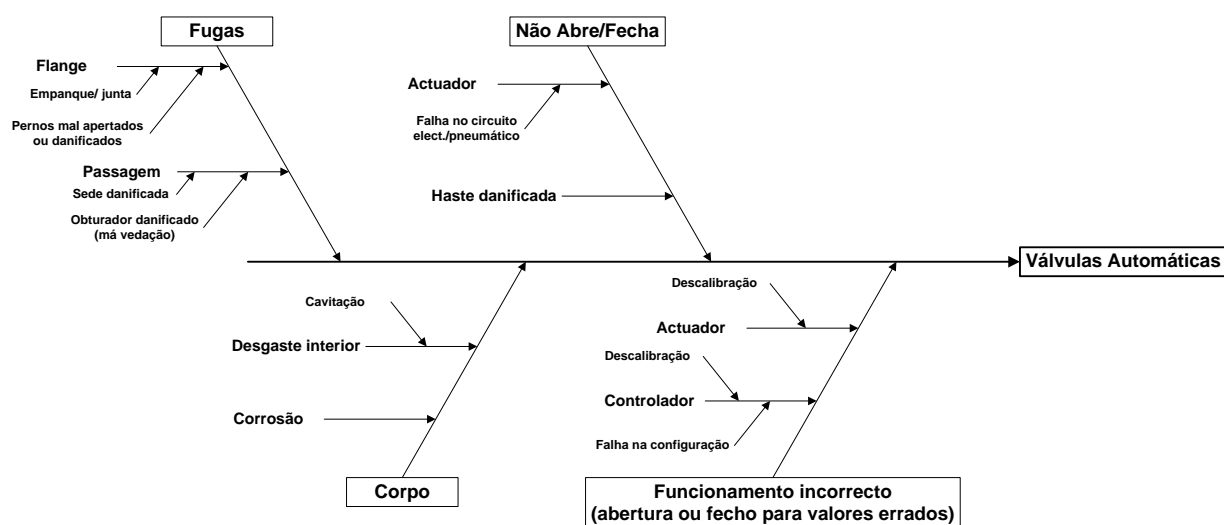 Fugas
Não Abre/Fecha
Flange
Empanque/ junta
Pernos mal apertados
ou danificados
Passagem
Sede danificada
Obturador danificado
(má vedação)
Actuador
Falha no circuito
elect./pneumático
Haste danificada
Válvulas Automáticas
Cavitação
Desgaste interior
Corrosão
Corpo
Descalibração
Actuador
Descalibração
Controlador
Falha na configuração
Funcionamento incorrecto
(abertura ou fecho para valores errados)